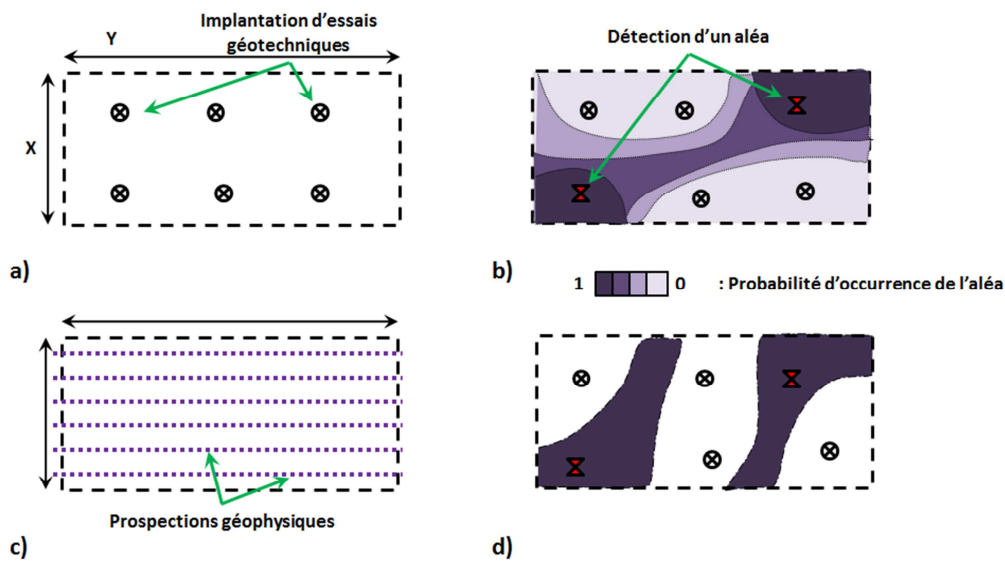 Implantation d'essais
géotechniques
Y
X
a)
Détection d'un aléa
b)
1 0 : Probabilité d'occurrence de l'aléa
Prospections géophysiques
c)
d)